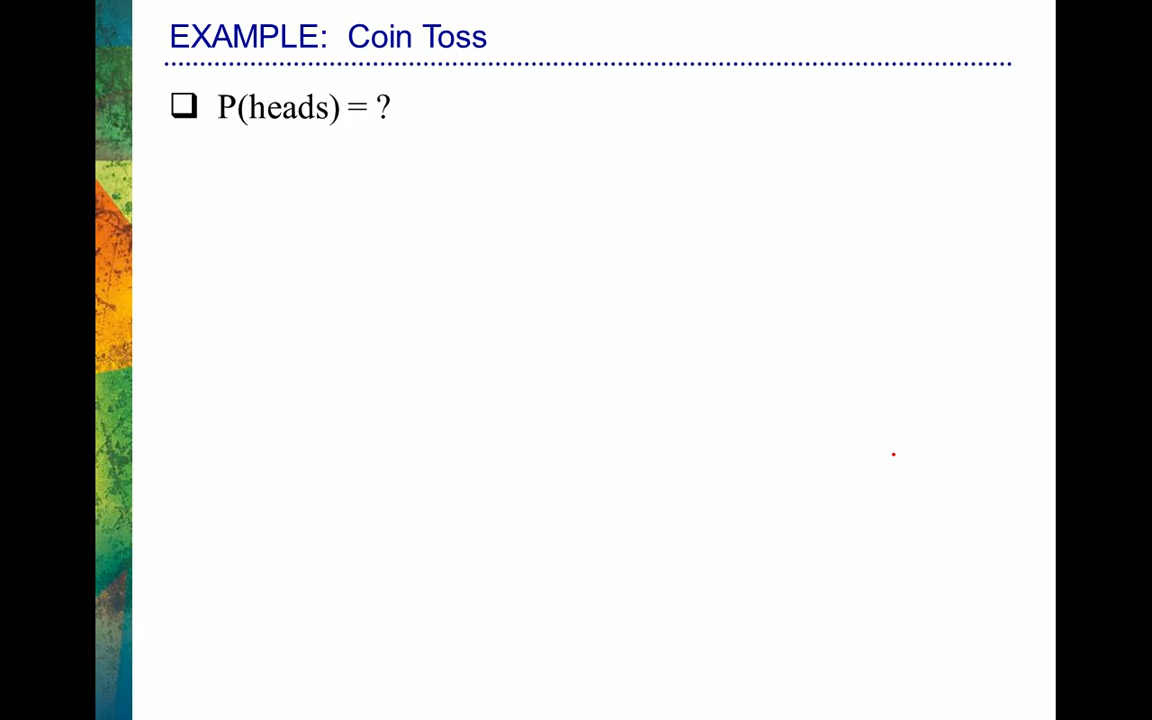 EXAMPLE: Coin Toss
P(heads) = ?